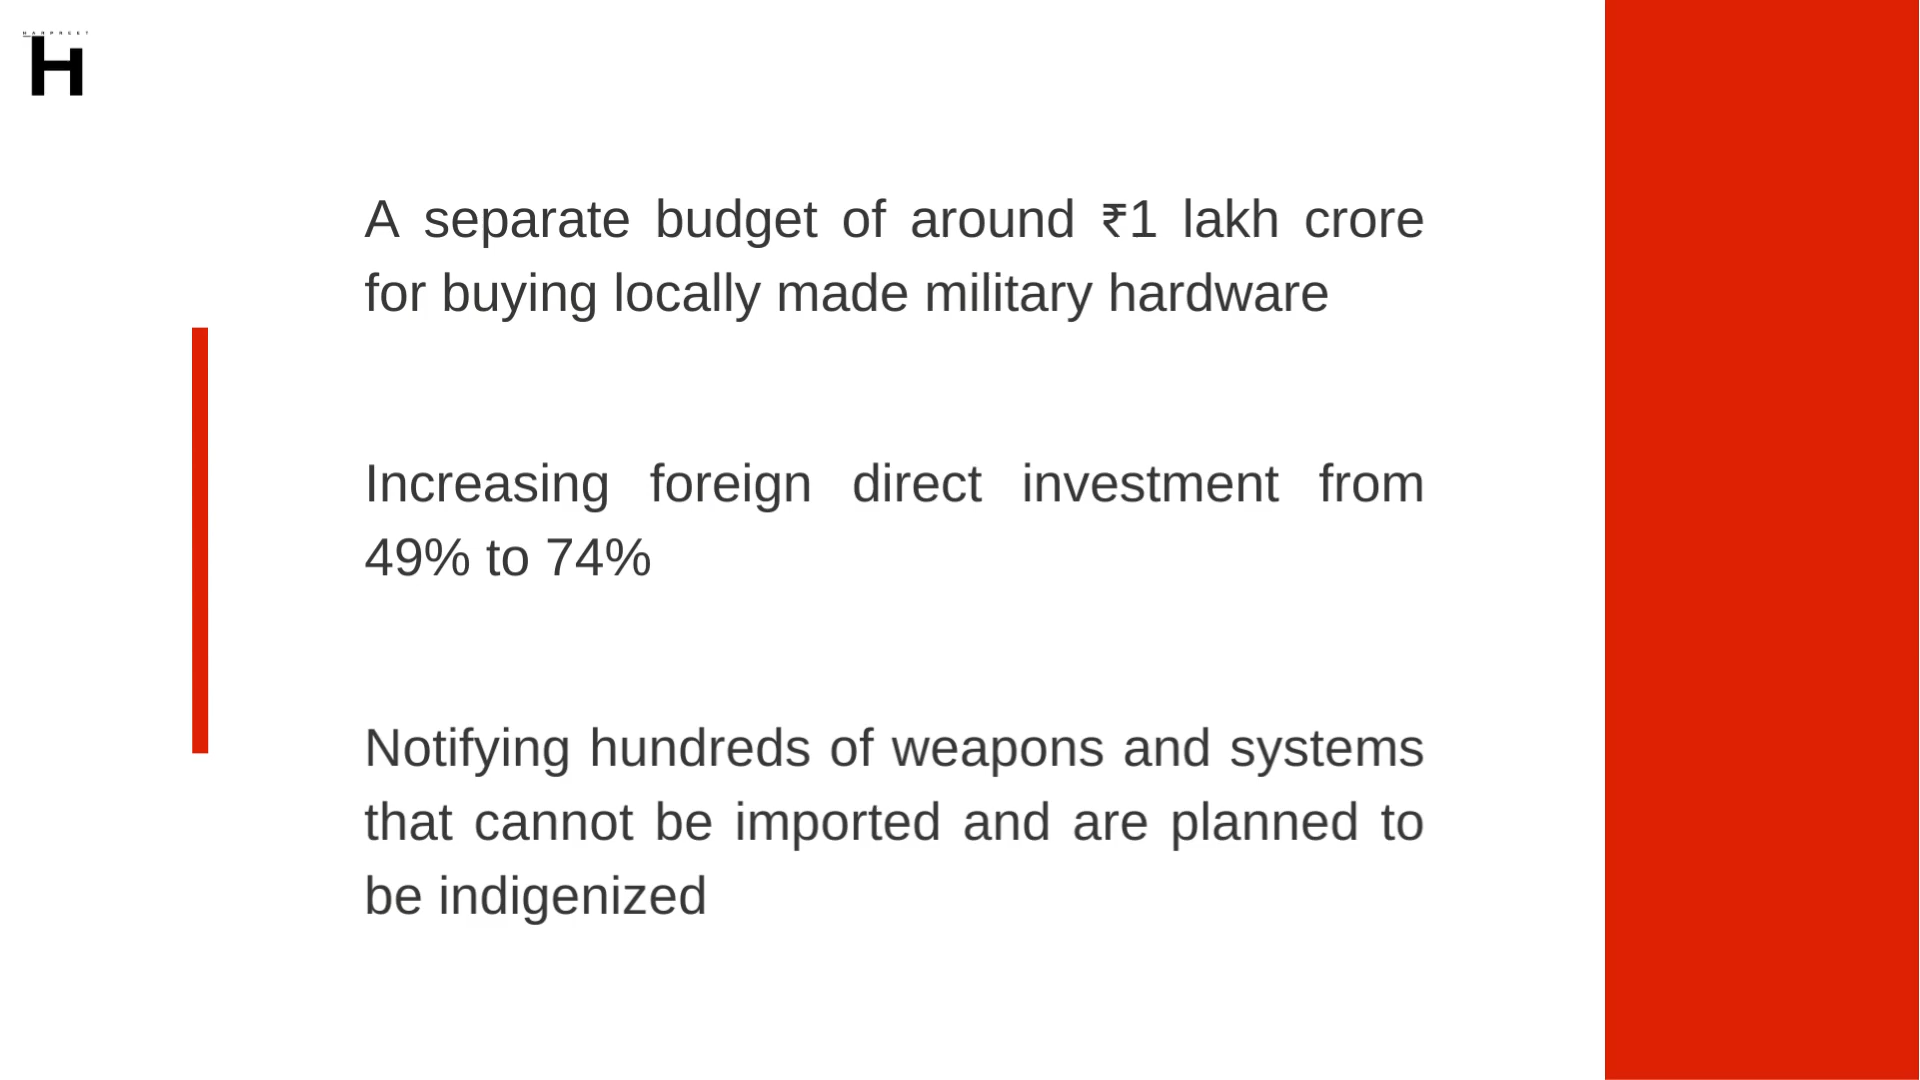 HARPREET
H
A separate budget of around ₹1 lakh crore
for buying locally made military hardware
Increasing foreign direct investment from
49% to 74%
Notifying hundreds of weapons and systems
that cannot be imported and are planned to
be indigenized